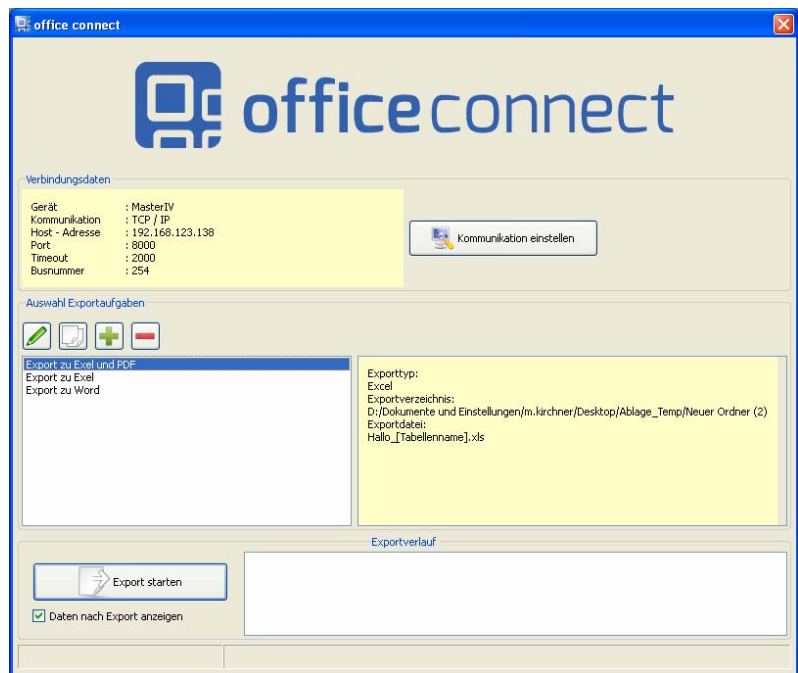 office connect
officeconnect
Verbindungsdaten
Gerät : MasterIV
Kommunikation : TCP / IP
Host - Adresse : 192.168.123.138
Port : 8000
Timeout : 2000
Busnummer : 254
Kommunikation einstellen
Auswahl Exportaufgaben
Export zu Exel und PDF
Export zu Exel
Export zu Word
Exporttyp:
Excel
Exportverzeichnis:
D:/Dokumente und Einstellungen/m.kirchner/Desktop/Ablage_Temp/Neuer Ordner (2)
Exportdatei:
Hallo_[Tabellenname].xls
Exportverlauf
Export starten
Daten nach Export anzeigen